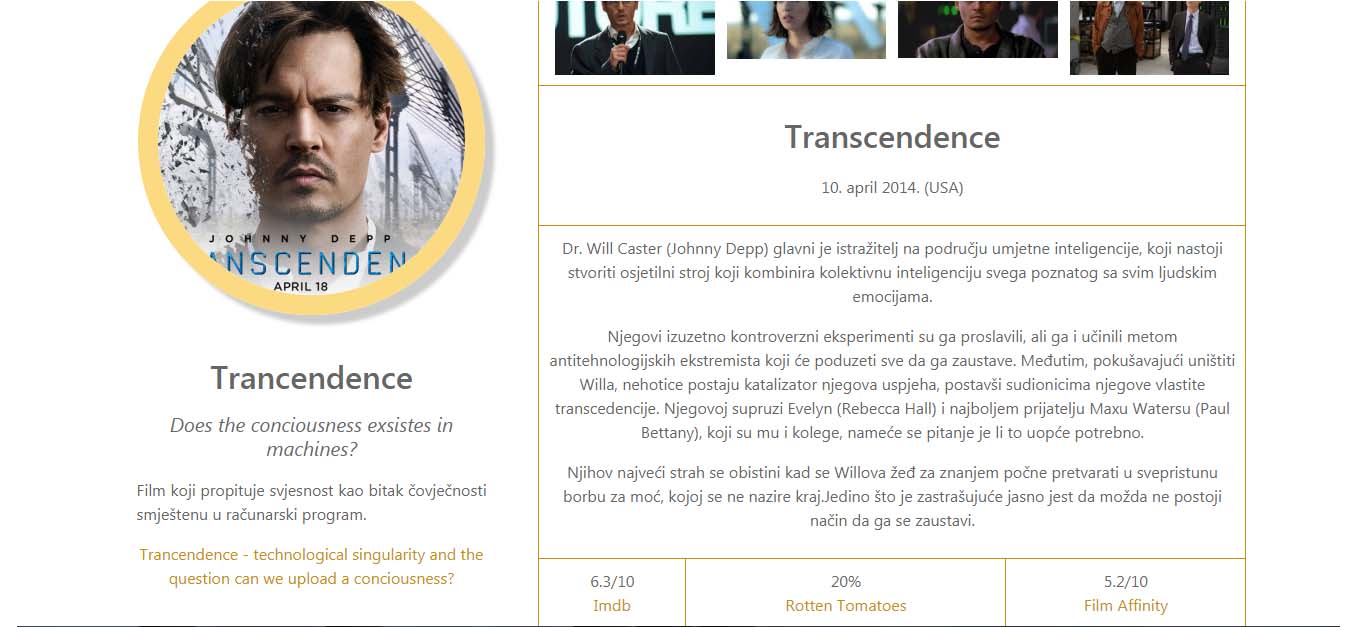 JOHNNY DEPP
ANSCENDEN
APRIL 18
Trancendence
Does the conciousness exsistes in
machines?
Film koji propituje svjesnost kao bitak čovječnosti
smještenu u računarski program.
Trancendence - technological singularity and the
question can we upload a conciousness?
Transcendence
10. april 2014. (USA)
Dr. Will Caster (Johnny Depp) glavni je istražitelj na području umjetne inteligencije, koji nastoji
stvoriti osjetilni stroj koji kombinira kolektivnu inteligenciju svega poznatog sa svim ljudskim
emocijama.
Njegovi izuzetno kontroverzni eksperimenti su ga proslavili, ali ga i učinili metom
antitehnologijskih ekstremista koji će poduzeti sve da ga zaustave. Međutim, pokušavajući uništiti
Willa, nehotice postaju katalizator njegova uspjeha, postavši sudionicima njegove vlastite
transcedencije. Njegovoj supruzi Evelyn (Rebecca Hall) i najboljem prijatelju Maxu Watersu (Paul
Bettany), koji su mu i kolege, nameće se pitanje je li to uopće potrebno.
Njihov najveći strah se obistini kad se Willova žeđ za znanjem počne pretvarati u svepristunu
borbu za moć, kojoj se ne nazire kraj.Jedino što je zastrašujuće jasno jest da možda ne postoji
način da ga se zaustavi.
6.3/10
Imdb
20%
Rotten Tomatoes
5.2/10
Film Affinity